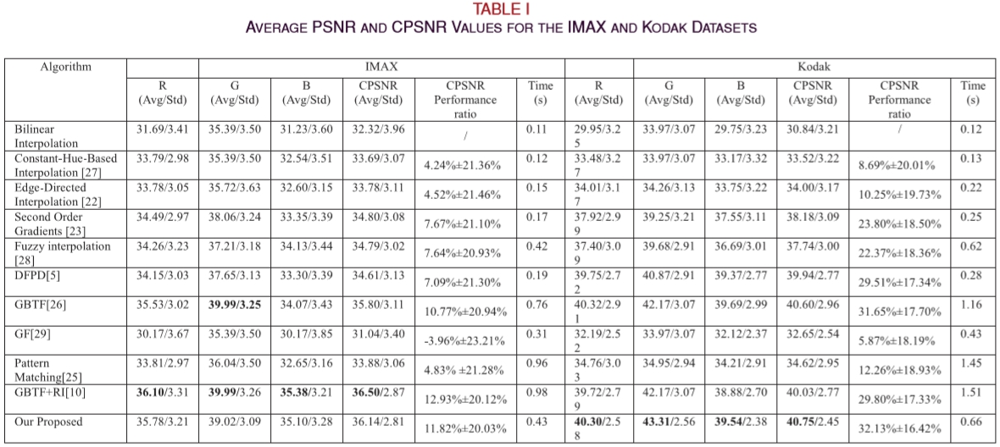 TABLE I
AVERAGE PSNR AND CPSNR VALUES FOR THE IMAX AND KODAK DATASETS
Algorithm IMAX Kodak
R (Avg/Std) G (Avg/Std) B (Avg/Std) CPSNR (Avg/Std) CPSNR Performance ratio Time (s) R (Avg/Std) G (Avg/Std) B (Avg/Std) CPSNR (Avg/Std) CPSNR Performance ratio Time (s)
Bilinear Interpolation 31.69/3.41 35.39/3.50 31.23/3.60 32.32/3.96 / 0.11 29.95/3.25 33.97/3.07 29.75/3.23 30.84/3.21 / 0.12
Constant-Hue-Based Interpolation [27] 33.79/2.98 35.39/3.50 32.54/3.51 33.69/3.07 4.24%±21.36% 0.12 33.48/3.27 33.97/3.07 33.17/3.32 33.52/3.22 8.69%±20.01% 0.13
Edge-Directed Interpolation [22] 33.78/3.05 35.72/3.63 32.60/3.15 33.78/3.11 4.52%±21.46% 0.15 34.01/3.17 34.26/3.13 33.75/3.22 34.00/3.17 10.25%±19.73% 0.22
Second Order Gradients [23] 34.49/2.97 38.06/3.24 33.35/3.39 34.80/3.08 7.67%±21.10% 0.17 37.92/2.99 39.25/3.21 37.55/3.11 38.18/3.09 23.80%±18.50% 0.25
Fuzzy interpolation [28] 34.26/3.23 37.21/3.18 34.13/3.44 34.79/3.02 7.64%±20.93% 0.42 37.40/3.09 39.68/2.91 36.69/3.01 37.74/3.00 22.37%±18.36% 0.62
DFPD[5] 34.15/3.03 37.65/3.13 33.30/3.39 34.61/3.13 7.09%±21.30% 0.19 39.75/2.72 40.87/2.91 39.37/2.77 39.94/2.77 29.51%±17.34% 0.28
GBTF[26] 35.53/3.02 39.99/3.25 34.07/3.43 35.80/3.11 10.77%±20.94% 0.76 40.32/2.91 42.17/3.07 39.69/2.99 40.60/2.96 31.65%±17.70% 1.16
GF[29] 30.17/3.67 35.39/3.50 30.17/3.85 31.04/3.40 -3.96%±23.21% 0.31 32.19/2.52 33.97/3.07 32.12/2.37 32.65/2.54 5.87%±18.19% 0.43
Pattern Matching[25] 33.81/2.97 36.04/3.50 32.65/3.16 33.88/3.06 4.83% ±21.28% 0.96 34.76/3.03 34.95/2.94 34.21/2.91 34.62/2.95 12.26%±18.93% 1.45
GBTF+RI[10] 36.10/3.31 39.99/3.26 35.38/3.21 36.50/2.87 12.93%±20.12% 0.98 39.72/2.79 42.17/3.07 38.88/2.70 40.03/2.77 29.80%±17.33% 1.51
Our Proposed 35.78/3.21 39.02/3.09 35.10/3.28 36.14/2.81 11.82%±20.03% 0.43 40.30/2.58 43.31/2.56 39.54/2.38 40.75/2.45 32.13%±16.42% 0.66